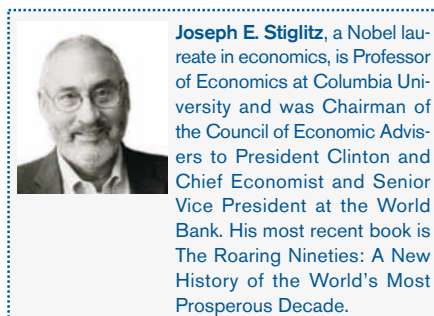 Joseph E. Stiglitz, a Nobel lau-
reate in economics, is Professor
of Economics at Columbia Uni-
versity and was Chairman of
the Council of Economic Advis-
ers to President Clinton and
Chief Economist and Senior
Vice President at the World
Bank. His most recent book is
The Roaring Nineties: A New
History of the World's Most
Prosperous Decade.